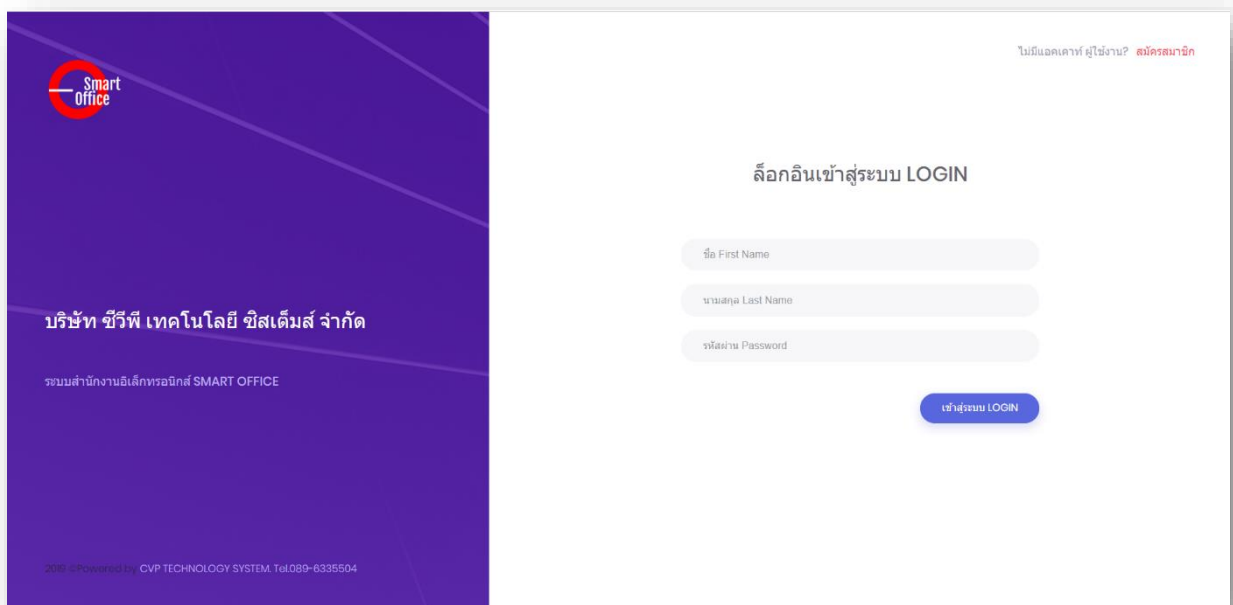 Smart
Office
ไม่มีแอคเคาท์ ผู้ใช้งาน? สมัครสมาชิก
ล็อกอินเข้าสู่ระบบ LOGIN
ชื่อ First Name
นามสกุล Last Name
รหัสผ่าน Password
เข้าสู่ระบบ LOGIN
บริษัท ซีวีพี เทคโนโลยี ซิสเต็มส์ จำกัด
ระบบสำนักงานอิเล็กทรอนิกส์ SMART OFFICE
2019 ©Powered by CVP TECHNOLOGY SYSTEM. Tel.089-6335504